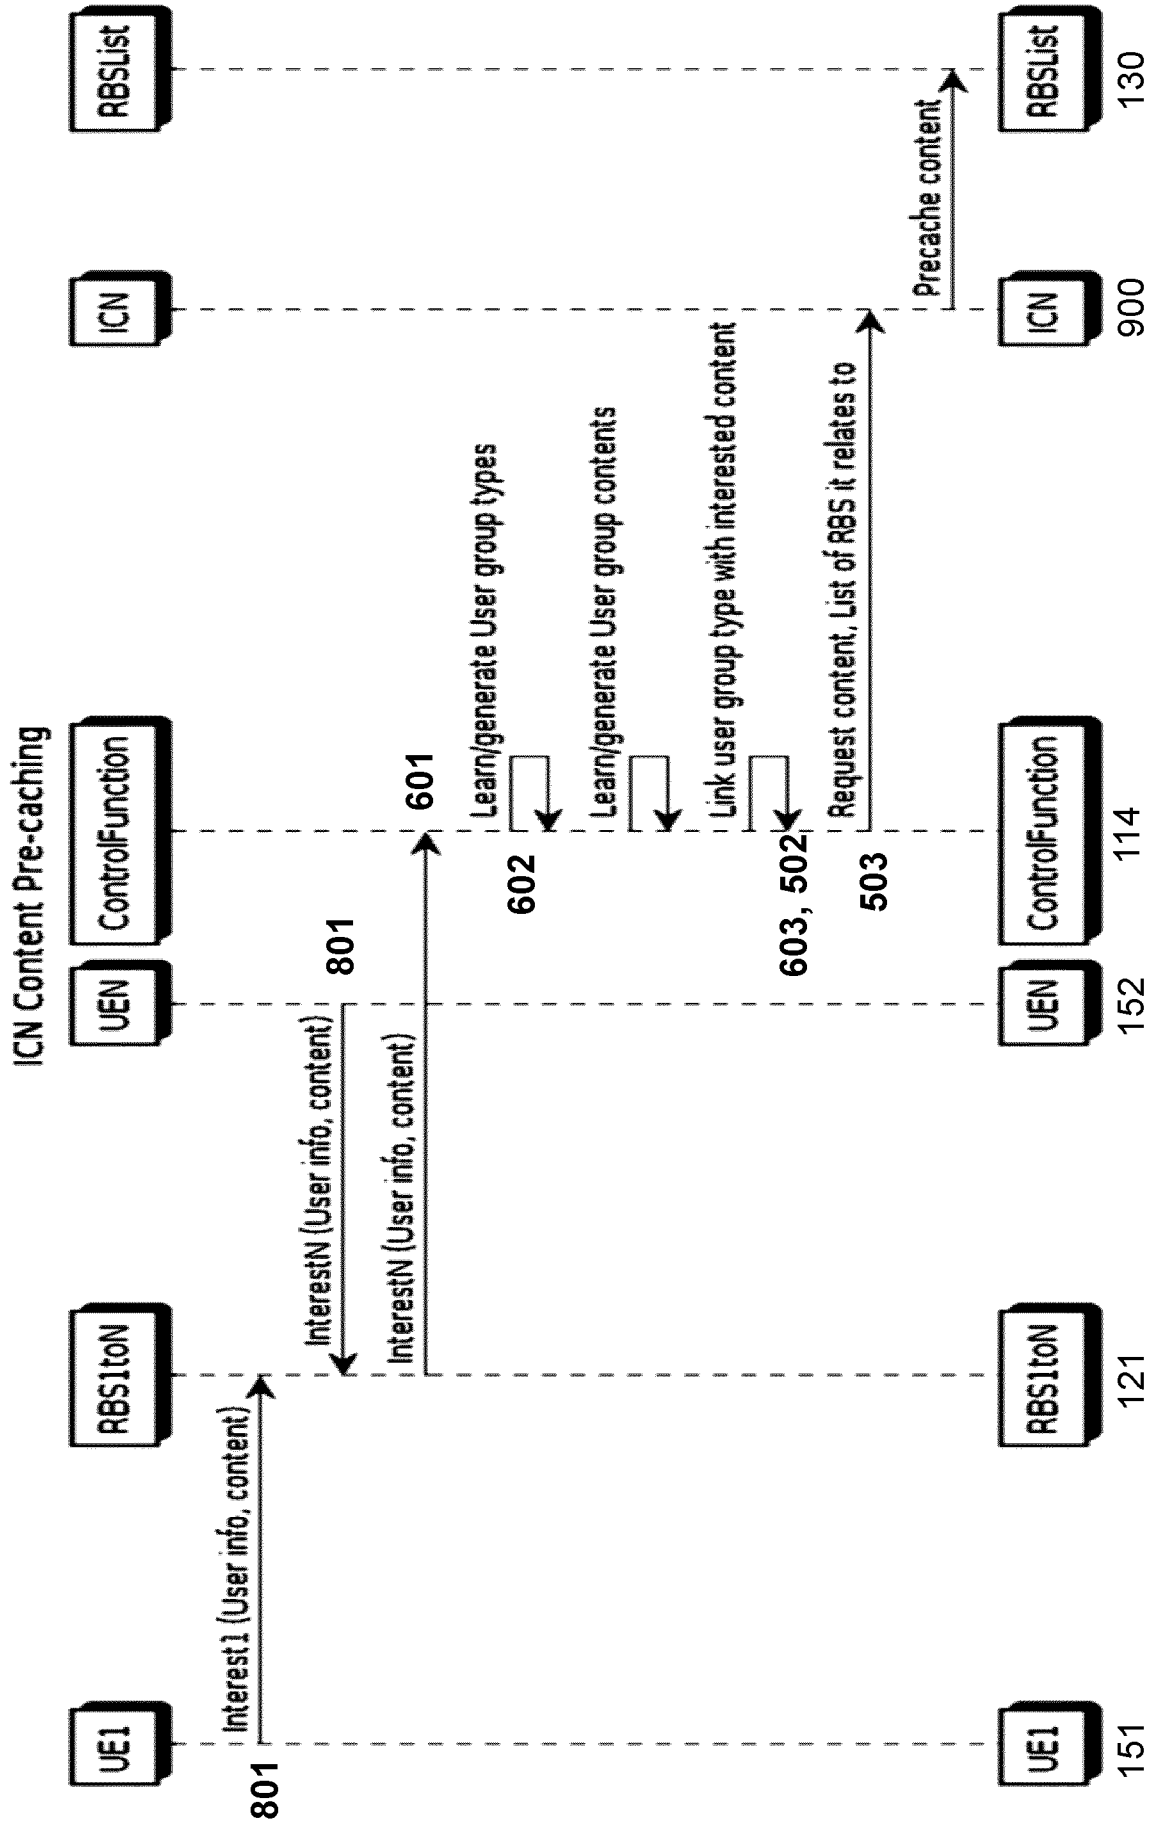 ICN Content Pre-caching
UE1
RBS1toN
UEN
ControlFunction
ICN
RBSList
801
Interest1 (User info, content)
InterestN (User info, content)
801
InterestN (User info, content)
601
Learn/generate User group types
602
Learn/generate User group contents
Link user group type with interested content
603, 502
Request content, List of RBS it relates to
503
Precache content
UE1
RBS1toN
UEN
ControlFunction
ICN
RBSList
151
121
152
114
900
130